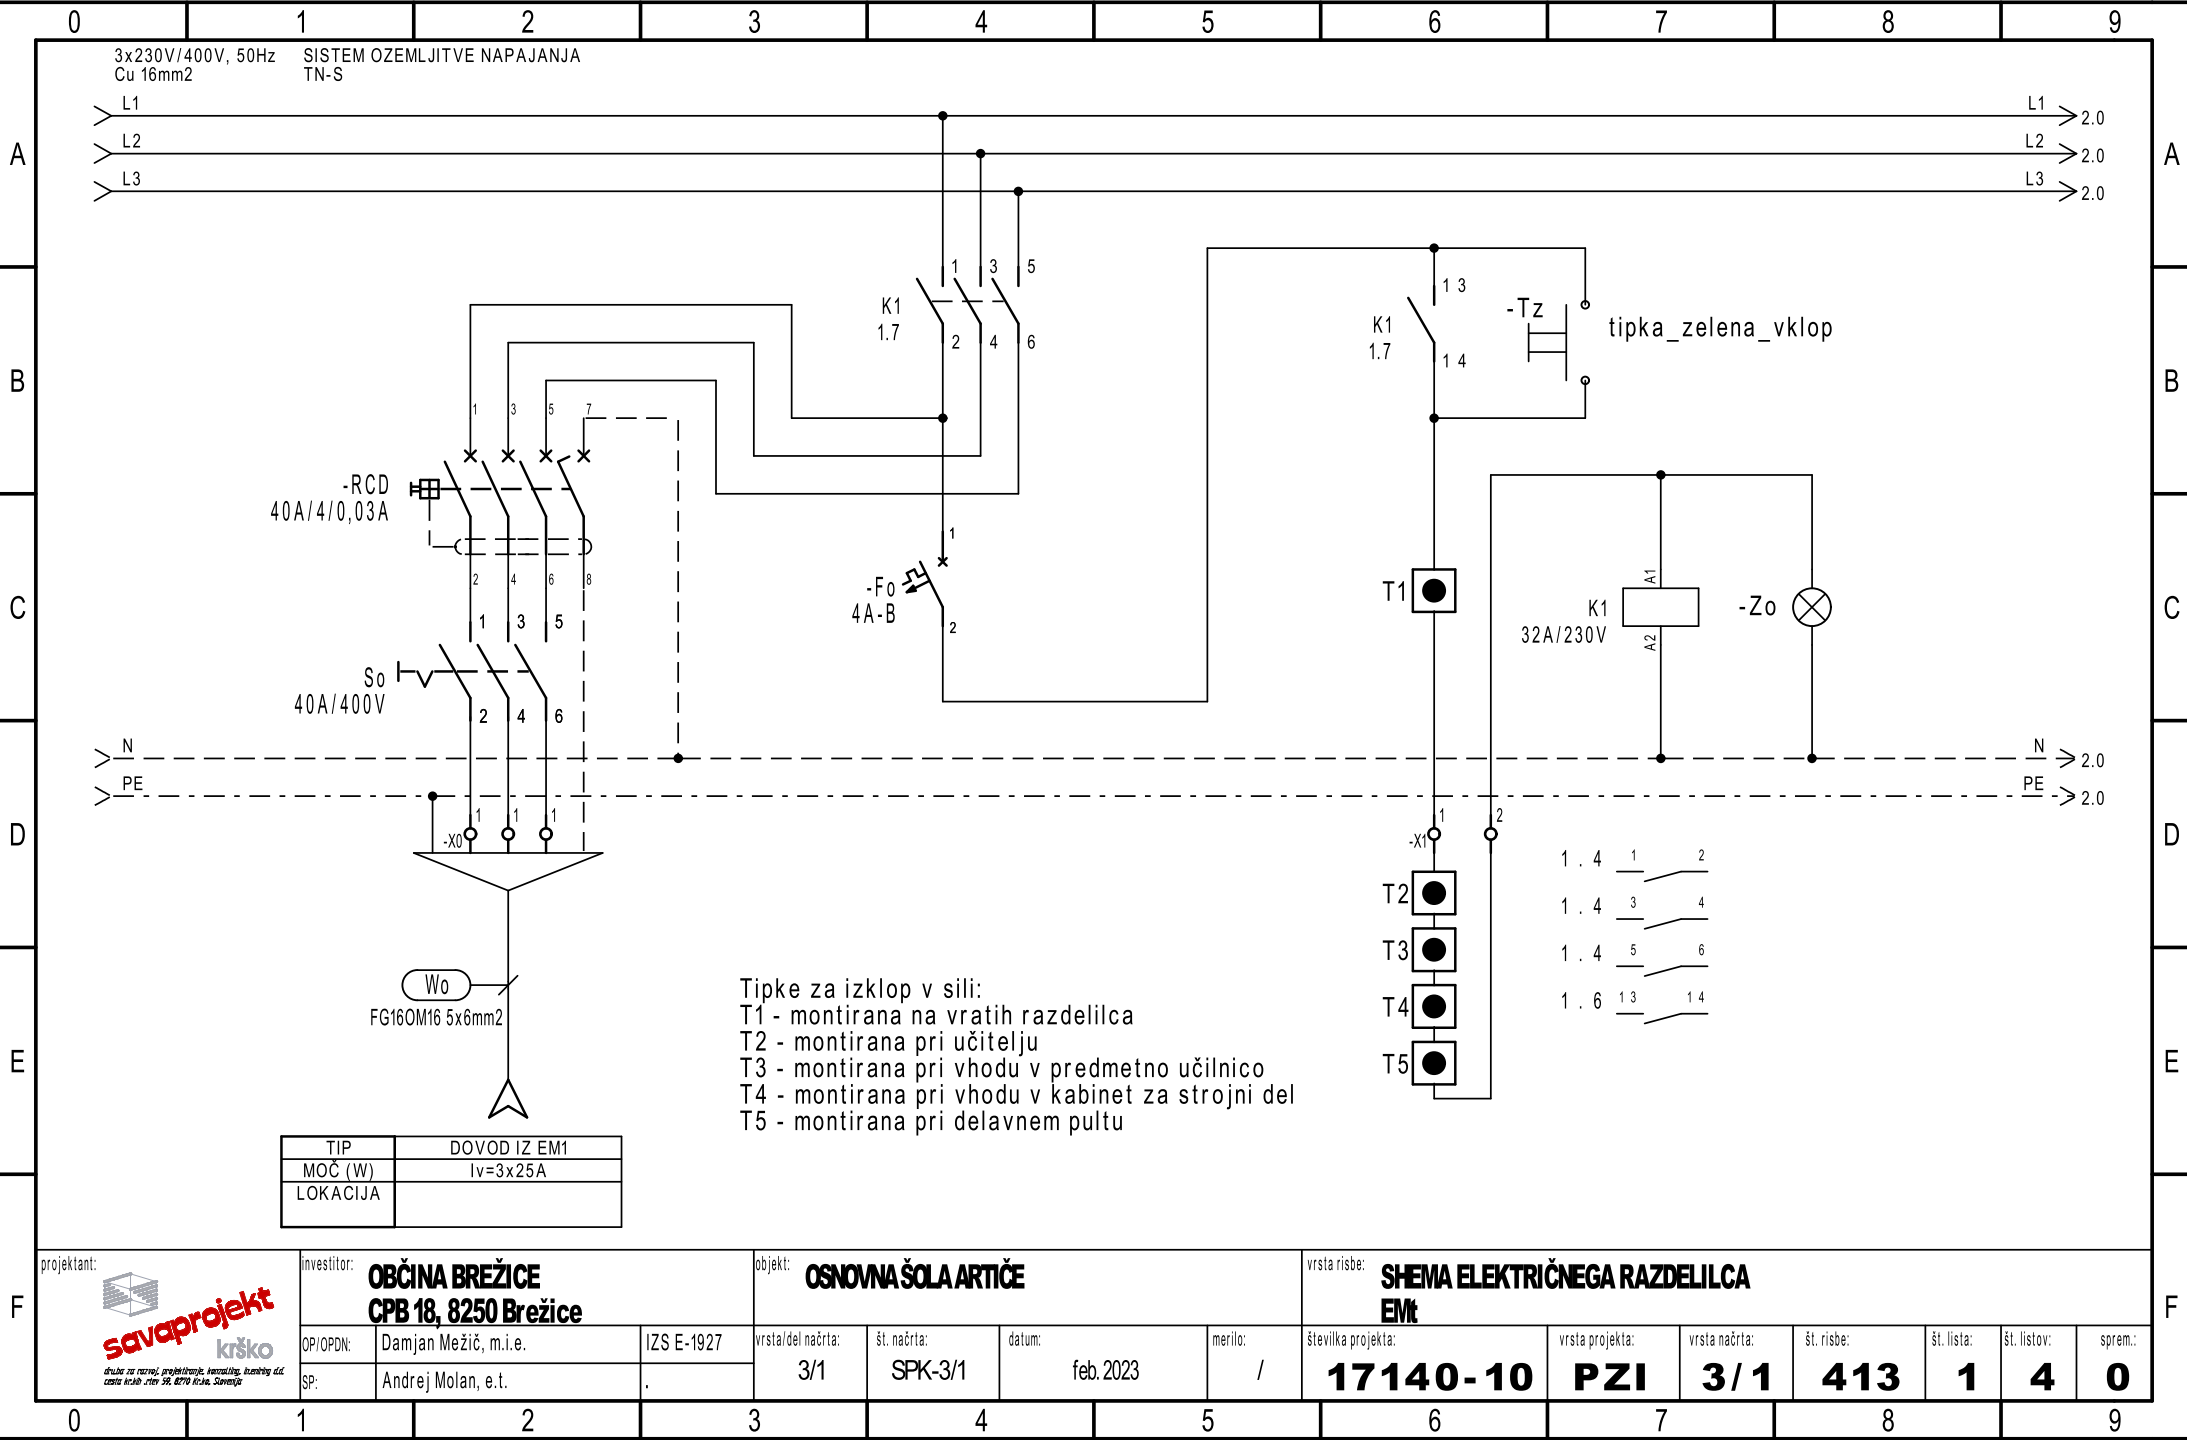 0 1 2 3 4 5 6 7 8 9
3x230V/400V, 50Hz SISTEM OZEMLJITVE NAPAJANJA
Cu 16mm2 TN-S
L1 L1 2.0
L2 L2 2.0
L3 L3 2.0
A A
1 3 5
K1
1.7
2 4 6
13
K1
1.7
14
-Tz
tipka_zelena_vklop
B B
1 3 5 7
-RCD
40A/4/0,03A
2 4 6 8
1
-Fo
4A-B
2
T1
A1
K1
32A/230V
A2
-Zo
C C
1 3 5
So
40A/400V
2 4 6
N N 2.0
PE PE 2.0
1 1 1
-X0
1 2
-X1
D D
1.4 1 2
1.4 3 4
1.4 5 6
1.6 13 14
T2
T3
T4
T5
Wo
FG16OM16 5x6mm2
E E
Tipke za izklop v sili:
T1 - montirana na vratih razdelilca
T2 - montirana pri učitelju
T3 - montirana pri vhodu v predmetno učilnico
T4 - montirana pri vhodu v kabinet za strojni del
T5 - montirana pri delavnem pultu
TIP DOVOD IZ EM1
MOČ (W) Iv=3x25A
LOKACIJA
F F
projektant:
savaprojekt
krško
investitor: OBČINA BREŽICE
CPB 18, 8250 Brežice
objekt: OSNOVNA ŠOLA ARTIČE
vrsta risbe: SHEMA ELEKTRIČNEGA RAZDELILCA
EMt
OP/OPDN: Damjan Mežič, m.i.e. IZS E-1927
SP: Andrej Molan, e.t. .
vrsta/del načrta: št. načrta: datum: merilo:
3/1 SPK-3/1 feb. 2023 /
številka projekta: vrsta projekta: vrsta načrta: št. risbe: št. lista: št. listov: sprem.:
17140-10 PZI 3/1 413 1 4 0
0 1 2 3 4 5 6 7 8 9